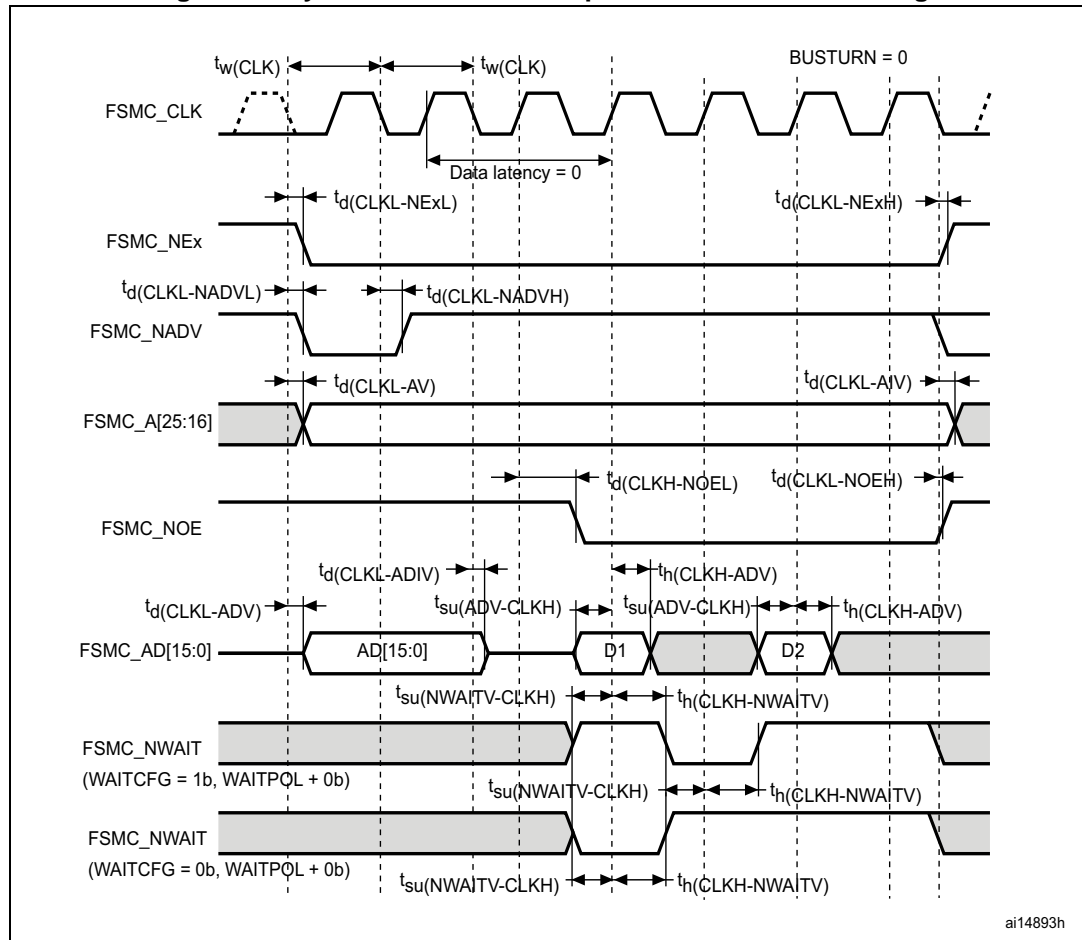 tw(CLK) tw(CLK) BUSTURN = 0
FSMC_CLK
Data latency = 0
td(CLKL-NExL) td(CLKL-NExH)
FSMC_NEx
td(CLKL-NADVL) td(CLKL-NADVH)
FSMC_NADV
td(CLKL-AV) td(CLKL-AIV)
FSMC_A[25:16]
td(CLKH-NOEL) td(CLKL-NOEH)
FSMC_NOE
td(CLKL-ADIV) th(CLKH-ADV)
td(CLKL-ADV) tsu(ADV-CLKH) tsu(ADV-CLKH) th(CLKH-ADV)
FSMC_AD[15:0] AD[15:0] D1 D2
tsu(NWAITV-CLKH) th(CLKH-NWAITV)
FSMC_NWAIT
(WAITCFG = 1b, WAITPOL + 0b)
tsu(NWAITV-CLKH) th(CLKH-NWAITV)
FSMC_NWAIT
(WAITCFG = 0b, WAITPOL + 0b)
tsu(NWAITV-CLKH) th(CLKH-NWAITV)
ai14893h